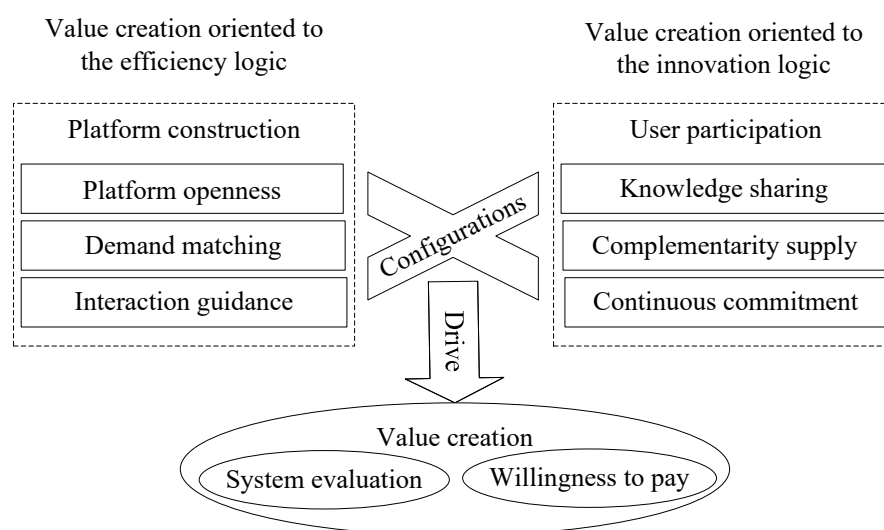 Value creation oriented to
the efficiency logic
Value creation oriented to
the innovation logic
Platform construction
Platform openness
Demand matching
Interaction guidance
Configurations
User participation
Knowledge sharing
Complementarity supply
Continuous commitment
Drive
Value creation
System evaluation
Willingness to pay